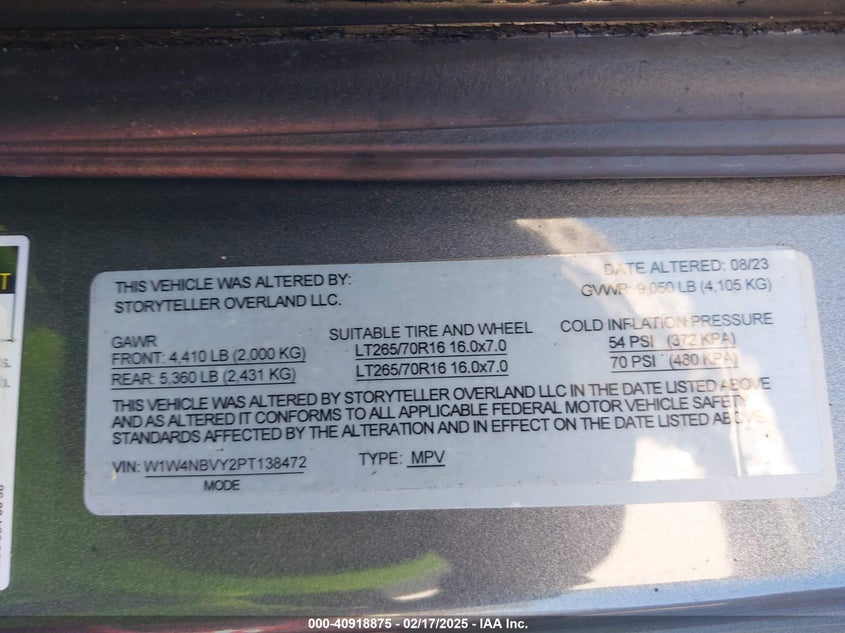 THIS VEHICLE WAS ALTERED BY:
STORYTELLER OVERLAND LLC.
DATE ALTERED: 08/23
GVWR: 9,050 LB (4,105 KG)
GAWR
FRONT: 4,410 LB (2,000 KG)
REAR: 5,360 LB (2,431 KG)
SUITABLE TIRE AND WHEEL
LT265/70R16 16.0x7.0
LT265/70R16 16.0x7.0
COLD INFLATION PRESSURE
54 PSI (372 KPA)
70 PSI (480 KPA)
THIS VEHICLE WAS ALTERED BY STORYTELLER OVERLAND LLC IN THE DATE LISTED ABOVE
AND AS ALTERED IT CONFORMS TO ALL APPLICABLE FEDERAL MOTOR VEHICLE SAFETY
STANDARDS AFFECTED BY THE ALTERATION AND IN EFFECT ON THE DATE LISTED ABOVE.
VIN: W1W4NBVY2PT138472
TYPE: MPV
MODE
000-40918875 - 02/17/2025 - IAA Inc.